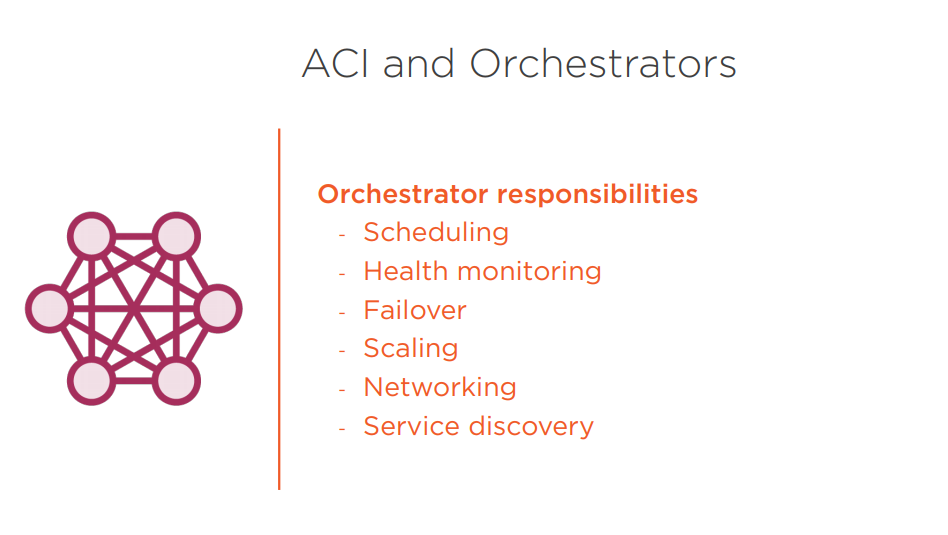 ACI and Orchestrators
Orchestrator responsibilities
- Scheduling
- Health monitoring
- Failover
- Scaling
- Networking
- Service discovery